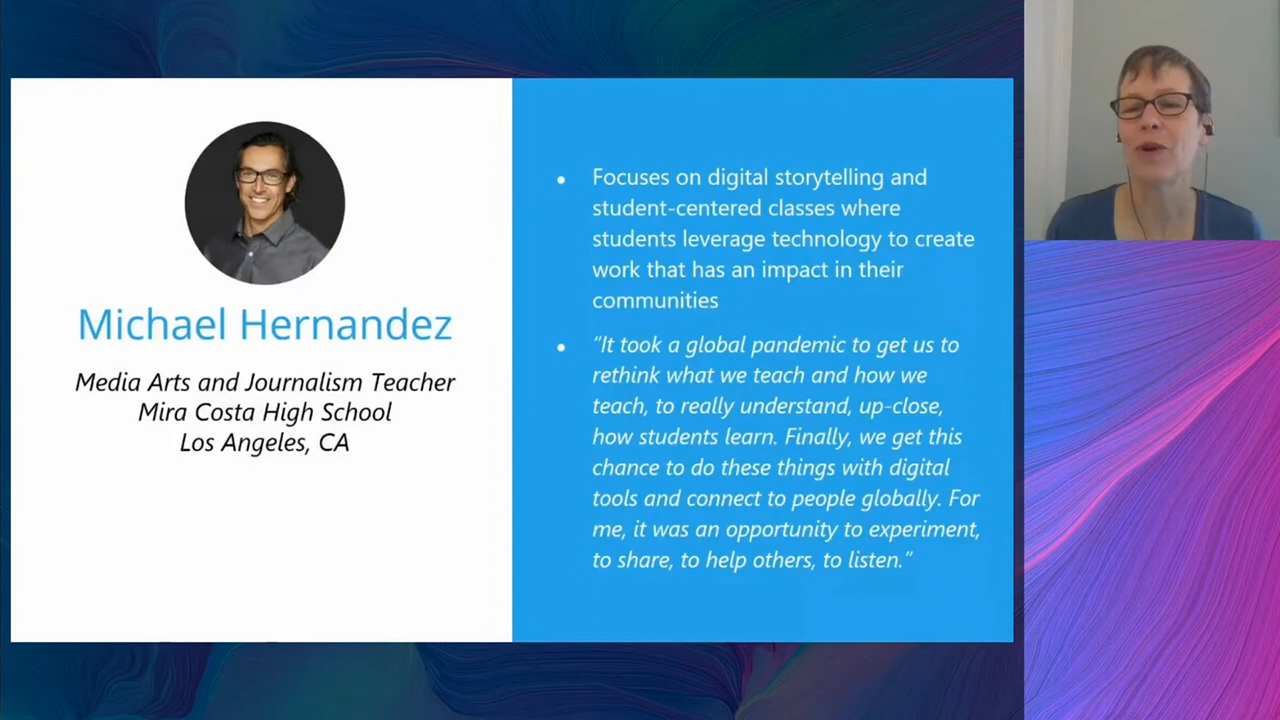 Michael Hernandez
Media Arts and Journalism Teacher
Mira Costa High School
Los Angeles, CA
• Focuses on digital storytelling and
student-centered classes where
students leverage technology to create
work that has an impact in their
communities
• “It took a global pandemic to get us to
rethink what we teach and how we
teach, to really understand, up-close,
how students learn. Finally, we get this
chance to do these things with digital
tools and connect to people globally. For
me, it was an opportunity to experiment,
to share, to help others, to listen.”